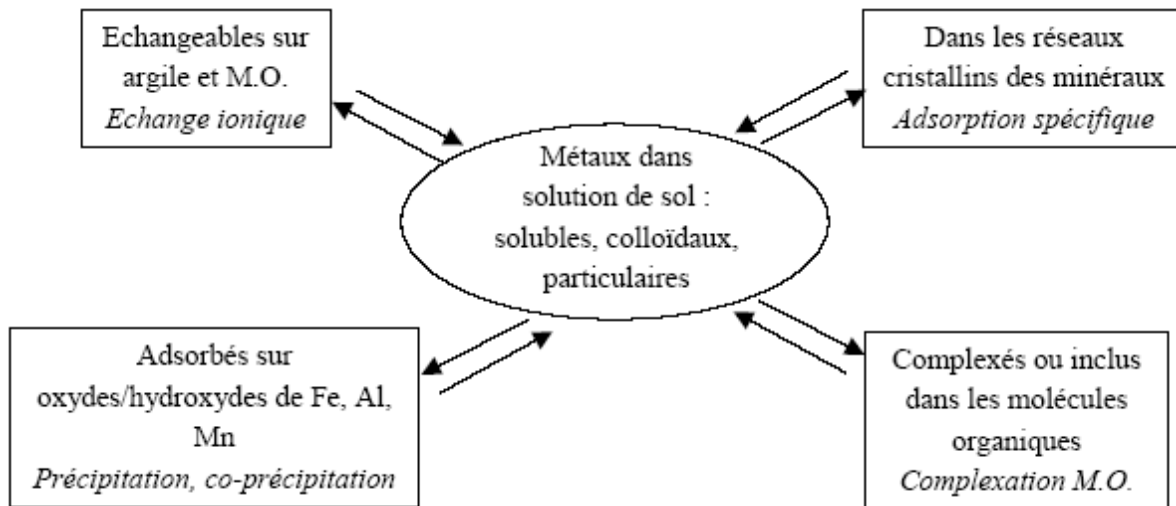 Echangeables sur
argile et M.O.
Echange ionique
Dans les réseaux
cristallins des minéraux
Adsorption spécifique
Métaux dans
solution de sol :
solubles, colloïdaux,
particulaires
Adsorbés sur
oxydes/hydroxydes de Fe, Al,
Mn
Précipitation, co-précipitation
Complexés ou inclus
dans les molécules
organiques
Complexation M.O.